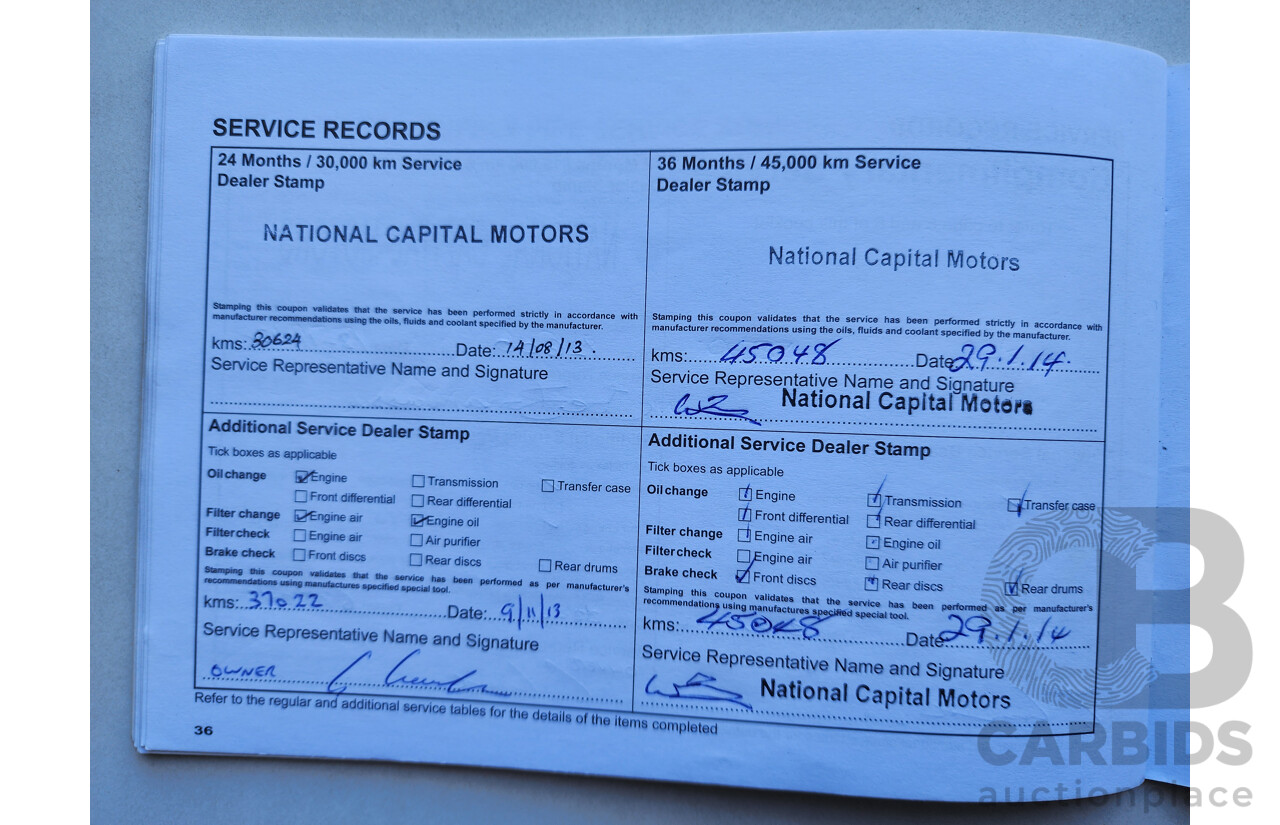 SERVICE RECORDS
24 Months / 30,000 km Service
Dealer Stamp
NATIONAL CAPITAL MOTORS
Stamping this coupon validates that the service has been performed strictly in accordance with
manufacturer recommendations using the oils, fluids and coolant specified by the manufacturer.
kms: 30624 Date: 14/08/13.
Service Representative Name and Signature
Additional Service Dealer Stamp
Tick boxes as applicable
Oil change Engine Transmission Transfer case
Front differential Rear differential
Filter change Engine air Engine oil
Filter check Engine air Air purifier
Brake check Front discs Rear discs Rear drums
Stamping this coupon validates that the service has been performed as per manufacturer's
recommendations using manufactures specified special tool.
kms: 37022 Date: 9/11/13
Service Representative Name and Signature
OWNER
36 Months / 45,000 km Service
Dealer Stamp
National Capital Motors
Stamping this coupon validates that the service has been performed strictly in accordance with
manufacturer recommendations using the oils, fluids and coolant specified by the manufacturer.
kms: 45048 Date 29.1.14.
Service Representative Name and Signature
National Capital Motors
Additional Service Dealer Stamp
Tick boxes as applicable
Oil change Engine Transmission Transfer case
Front differential Rear differential
Filter change Engine air Engine oil
Filter check Engine air Air purifier
Brake check Front discs Rear discs Rear drums
Stamping this coupon validates that the service has been performed as per manufacturer's
recommendations using manufactures specified special tool.
kms: 45048 Date 29.1.14
Service Representative Name and Signature
National Capital Motors
Refer to the regular and additional service tables for the details of the items completed
36
CB
CARBIDS
auctionplace